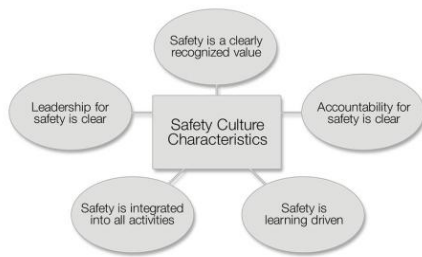 Safety is a clearly
recognized value
Leadership for
safety is clear
Accountability for
safety is clear
Safety Culture
Characteristics
Safety is integrated
into all activities
Safety is
learning driven